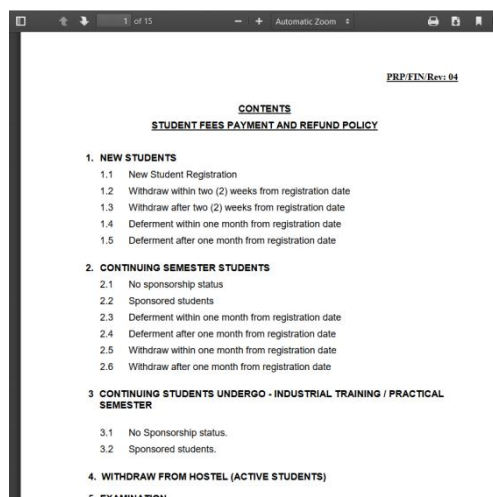 1 of 15 − + Automatic Zoom
PRP/FIN/Rev: 04
CONTENTS
STUDENT FEES PAYMENT AND REFUND POLICY
1. NEW STUDENTS
1.1 New Student Registration
1.2 Withdraw within two (2) weeks from registration date
1.3 Withdraw after two (2) weeks from registration date
1.4 Deferment within one month from registration date
1.5 Deferment after one month from registration date
2. CONTINUING SEMESTER STUDENTS
2.1 No sponsorship status
2.2 Sponsored students
2.3 Deferment within one month from registration date
2.4 Deferment after one month from registration date
2.5 Withdraw within one month from registration date
2.6 Withdraw after one month from registration date
3 CONTINUING STUDENTS UNDERGO - INDUSTRIAL TRAINING / PRACTICAL
SEMESTER
3.1 No Sponsorship status.
3.2 Sponsored students.
4. WITHDRAW FROM HOSTEL (ACTIVE STUDENTS)
5 EXAMINATION